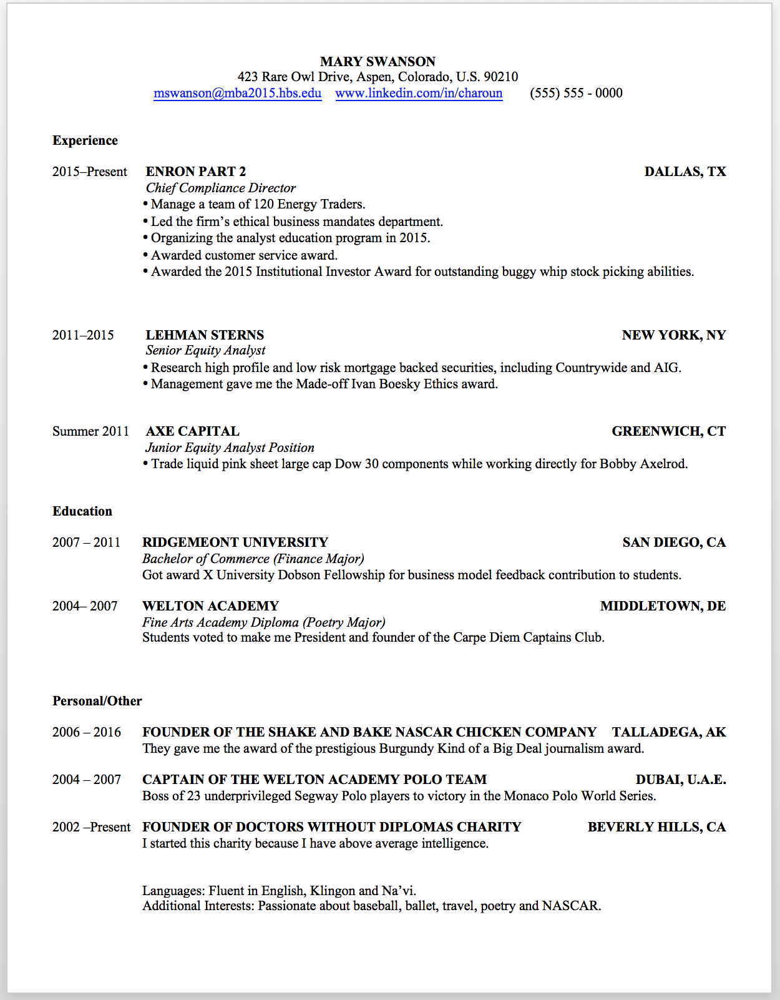 MARY SWANSON
423 Rare Owl Drive, Aspen, Colorado, U.S. 90210
mswanson@mba2015.hbs.edu www.linkedin.com/in/charoun (555) 555 - 0000
Experience
2015–Present ENRON PART 2 DALLAS, TX
Chief Compliance Director
• Manage a team of 120 Energy Traders.
• Led the firm’s ethical business mandates department.
• Organizing the analyst education program in 2015.
• Awarded customer service award.
• Awarded the 2015 Institutional Investor Award for outstanding buggy whip stock picking abilities.
2011–2015 LEHMAN STERNS NEW YORK, NY
Senior Equity Analyst
• Research high profile and low risk mortgage backed securities, including Countrywide and AIG.
• Management gave me the Made-off Ivan Boesky Ethics award.
Summer 2011 AXE CAPITAL GREENWICH, CT
Junior Equity Analyst Position
• Trade liquid pink sheet large cap Dow 30 components while working directly for Bobby Axelrod.
Education
2007 – 2011 RIDGEMEONT UNIVERSITY SAN DIEGO, CA
Bachelor of Commerce (Finance Major)
Got award X University Dobson Fellowship for business model feedback contribution to students.
2004– 2007 WELTON ACADEMY MIDDLETOWN, DE
Fine Arts Academy Diploma (Poetry Major)
Students voted to make me President and founder of the Carpe Diem Captains Club.
Personal/Other
2006 – 2016 FOUNDER OF THE SHAKE AND BAKE NASCAR CHICKEN COMPANY TALLADEGA, AK
They gave me the award of the prestigious Burgundy Kind of a Big Deal journalism award.
2004 – 2007 CAPTAIN OF THE WELTON ACADEMY POLO TEAM DUBAI, U.A.E.
Boss of 23 underprivileged Segway Polo players to victory in the Monaco Polo World Series.
2002 –Present FOUNDER OF DOCTORS WITHOUT DIPLOMAS CHARITY BEVERLY HILLS, CA
I started this charity because I have above average intelligence.
Languages: Fluent in English, Klingon and Na’vi.
Additional Interests: Passionate about baseball, ballet, travel, poetry and NASCAR.